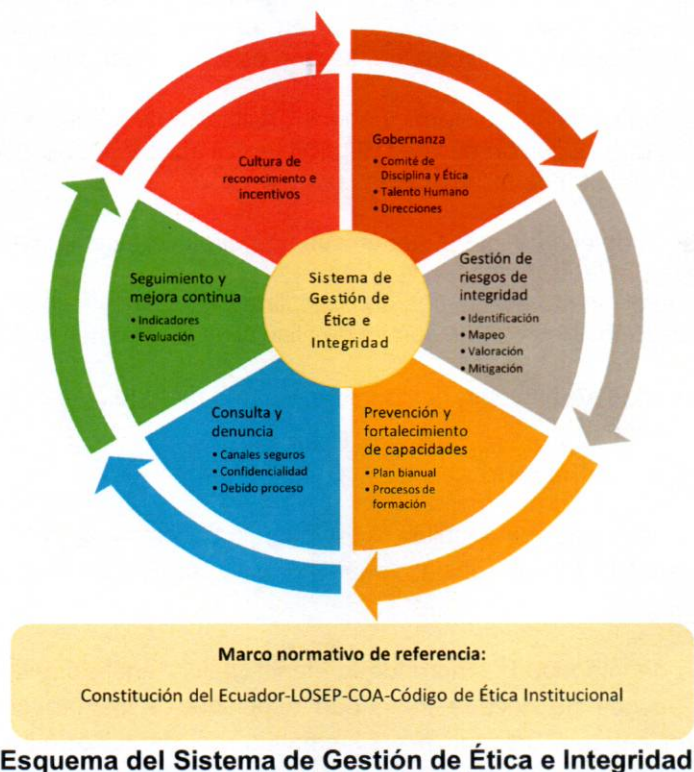 Gobernanza
• Comité de
Disciplina y Ética
• Talento Humano
• Direcciones
Gestión de
riesgos de
integridad
• Identificación
• Mapeo
• Valoración
• Mitigación
Prevención y
fortalecimiento
de capacidades
• Plan bianual
• Procesos de
formación
Consulta y
denuncia
• Canales seguros
• Confidencialidad
• Debido proceso
Seguimiento y
mejora continua
• Indicadores
• Evaluación
Cultura de
reconocimiento e
incentivos
Sistema de
Gestión de
Ética e
Integridad
Marco normativo de referencia:
Constitución del Ecuador-LOSEP-COA-Código de Ética Institucional
Esquema del Sistema de Gestión de Ética e Integridad